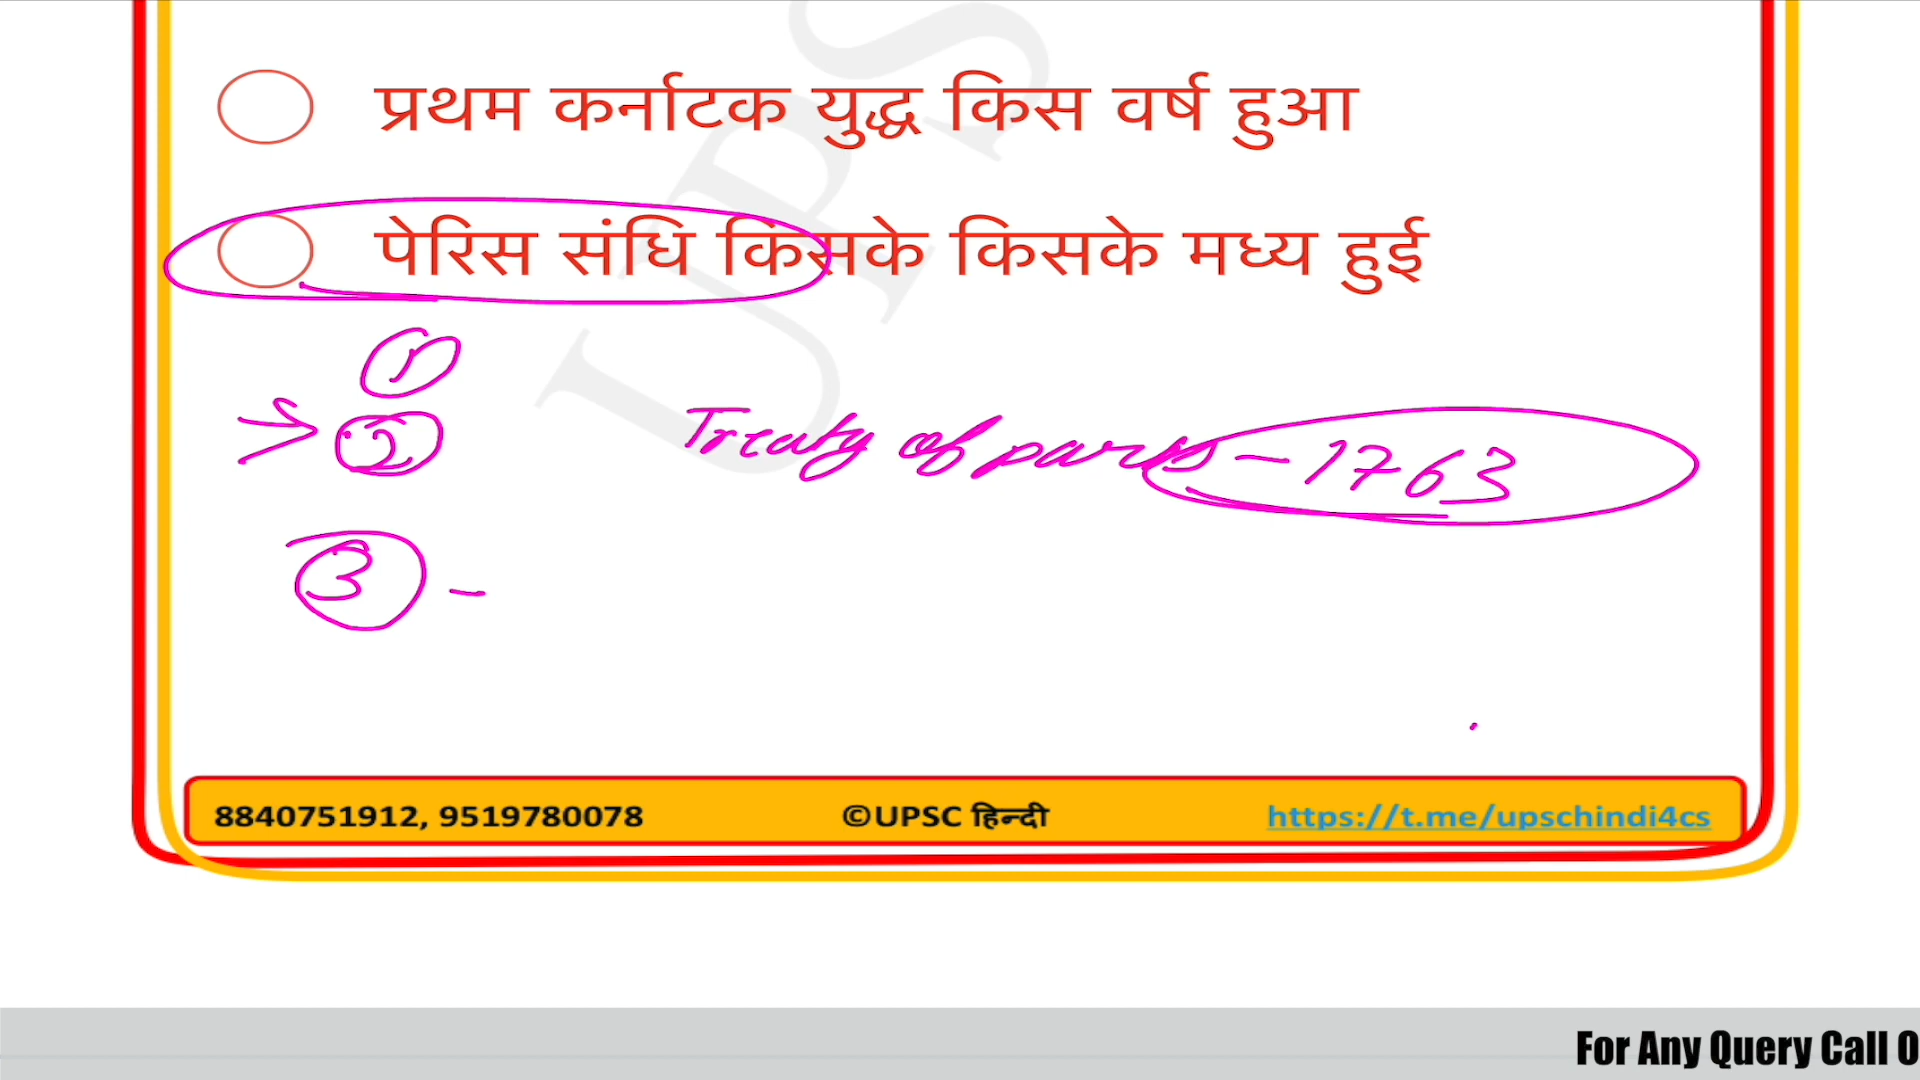 प्रथम कर्नाटक युद्ध किस वर्ष हुआ
पेरिस संधि किसके किसके मध्य हुई
1
2
Treaty of paris - 1763
3 -
8840751912, 9519780078 ©UPSC हिन्दी https://t.me/upschindi4cs
For Any Query Call O
UPS